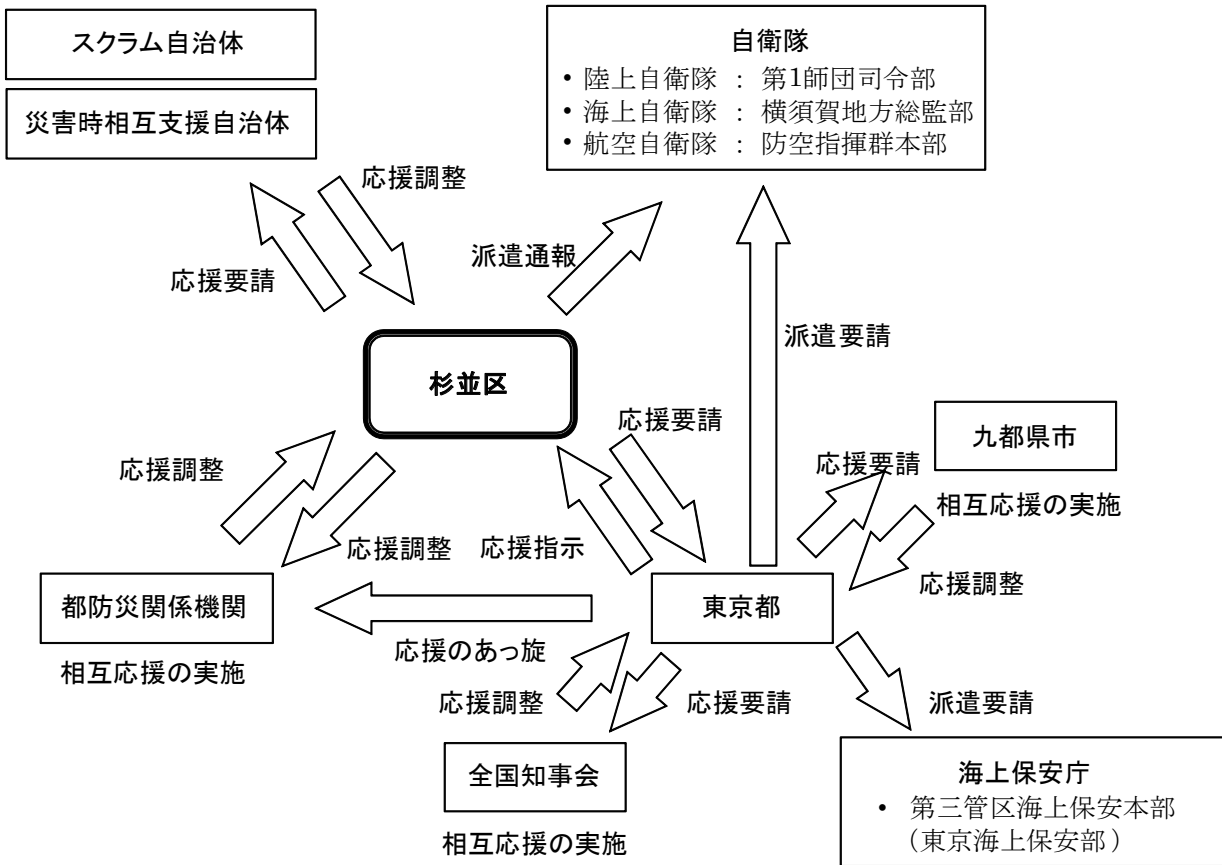 スクラム自治体
災害時相互支援自治体
自衛隊
• 陸上自衛隊 : 第1師団司令部
• 海上自衛隊 : 横須賀地方総監部
• 航空自衛隊 : 防空指揮群本部
応援調整
応援要請
派遣通報
派遣要請
杉並区
応援要請
九都県市
応援要請
相互応援の実施
応援調整
応援調整
応援調整
応援指示
都防災関係機関
相互応援の実施
東京都
応援のあっ旋
応援調整
応援要請
派遣要請
全国知事会
相互応援の実施
海上保安庁
• 第三管区海上保安本部
(東京海上保安部)